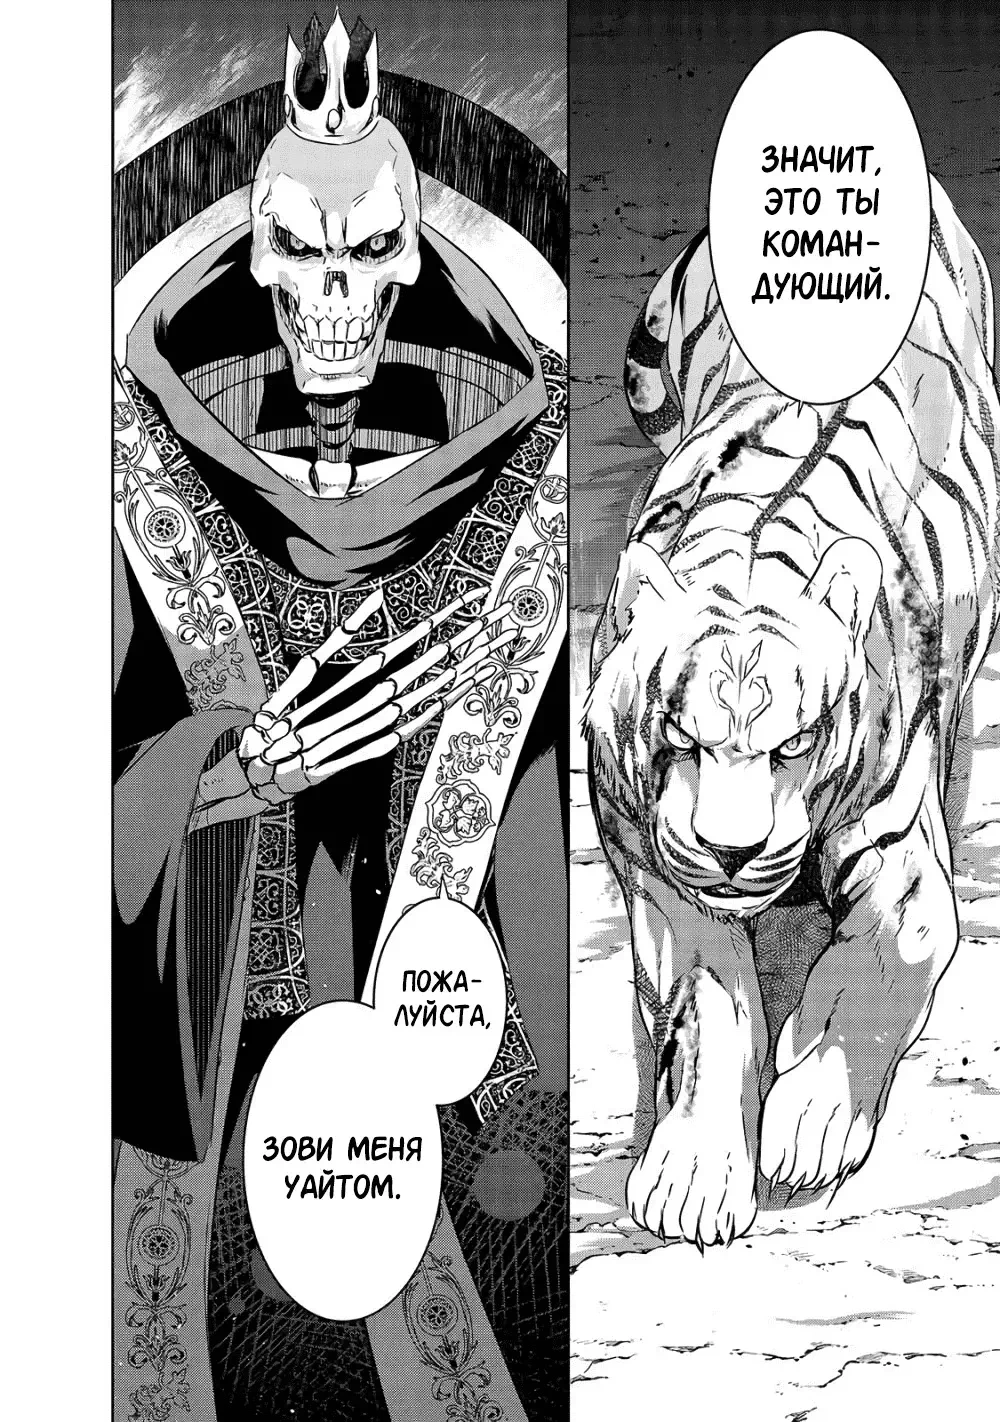 ЗНАЧИТ,
ЭТО ТЫ
КОМАН-
ДУЮЩИЙ.
ПОЖА-
ЛУЙСТА,
ЗОВИ МЕНЯ
УАЙТОМ.